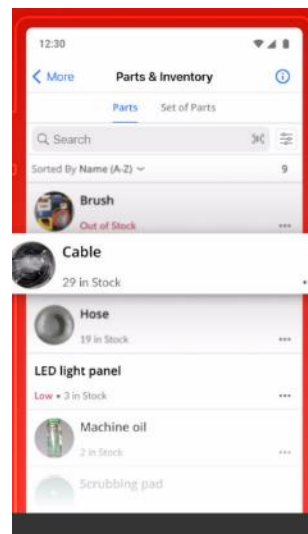 12:30
More
Parts & Inventory
Parts
Set of Parts
Search
Sorted By Name (A-Z)
9
Brush
Out of Stock
Cable
29 in Stock
Hose
19 in Stock
LED light panel
Low • 3 in Stock
Machine oil
2 in Stock
Scrubbing pad